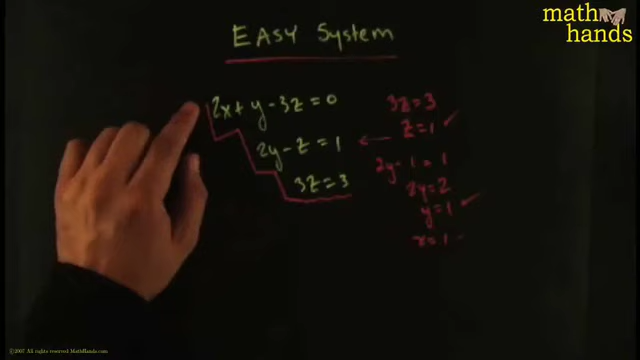 math
hands
EASY System
2x + y - 3z = 0
2y - z = 1
3z = 3
3z = 3
z = 1
2y - 1 = 1
2y = 2
y = 1
x = 1
©2007 All rights reserved MathHands.com